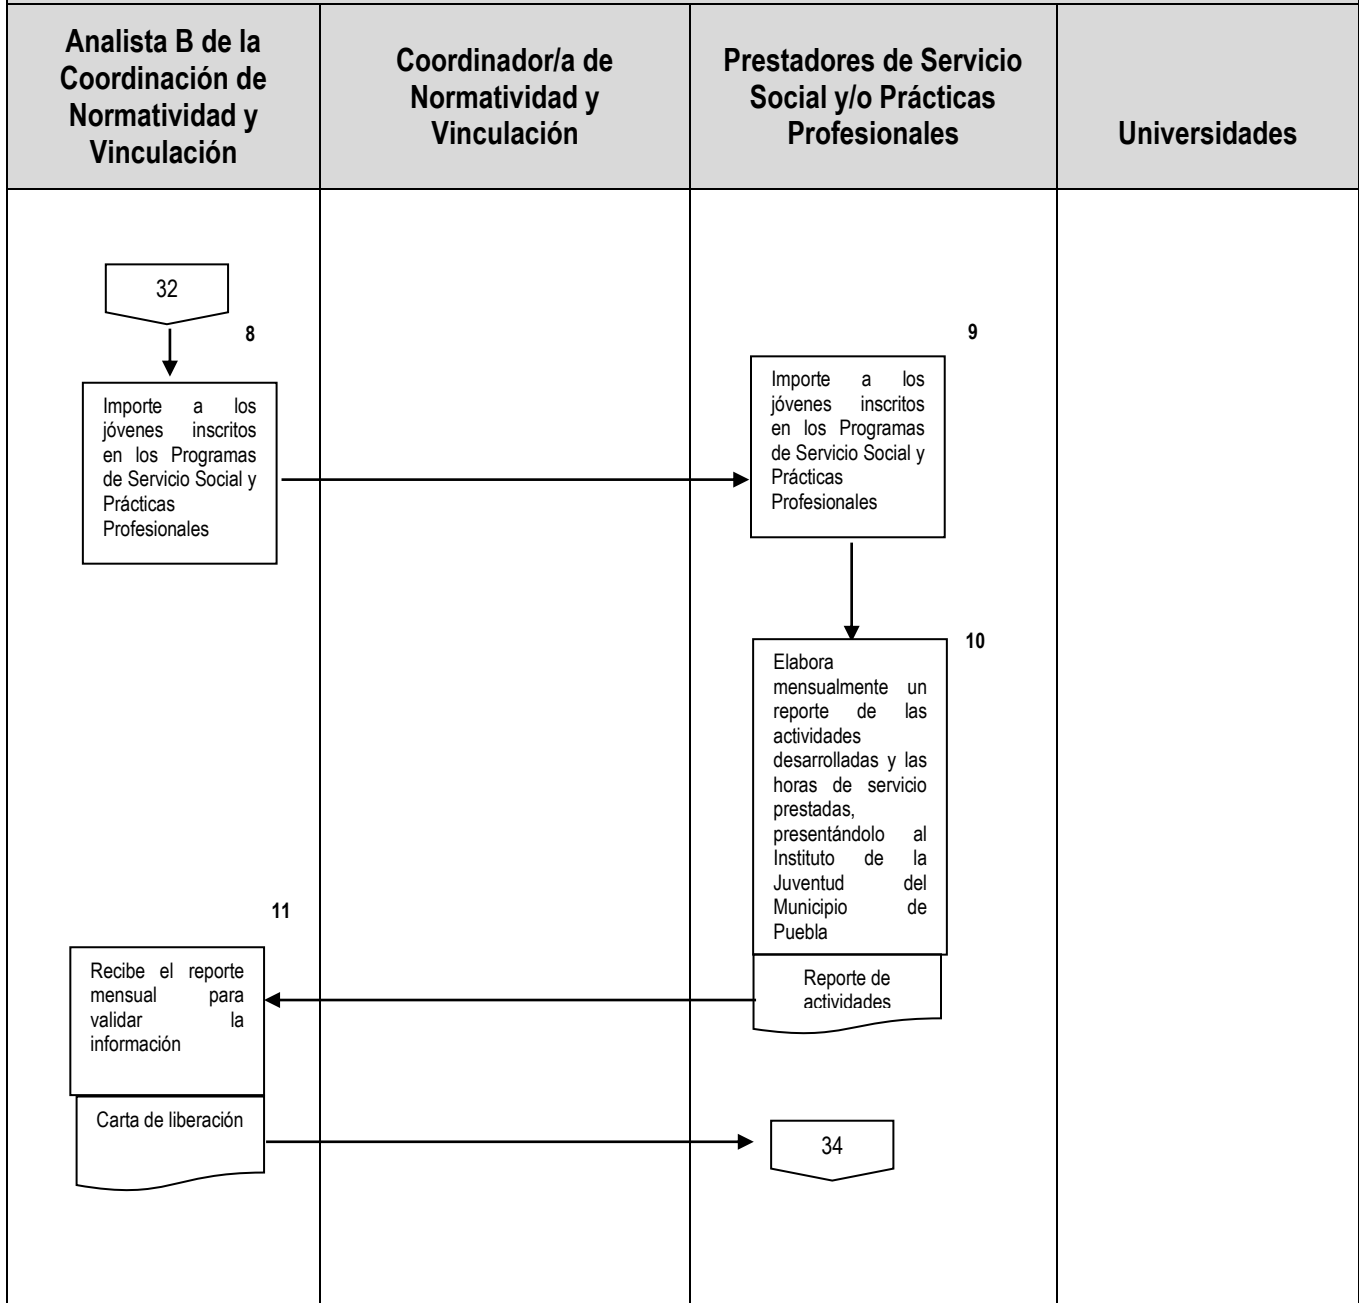 Analista B de la
Coordinación de
Normatividad y
Vinculación
Coordinador/a de
Normatividad y
Vinculación
Prestadores de Servicio
Social y/o Prácticas
Profesionales
Universidades
32
8
Importe a los
jóvenes inscritos
en los Programas
de Servicio Social y
Prácticas
Profesionales
9
Importe a los
jóvenes inscritos
en los Programas
de Servicio Social y
Prácticas
Profesionales
10
Elabora
mensualmente un
reporte de las
actividades
desarrolladas y las
horas de servicio
prestadas,
presentándolo al
Instituto de la
Juventud del
Municipio de
Puebla
Reporte de
actividades
11
Recibe el reporte
mensual para
validar la
información
Carta de liberación
34